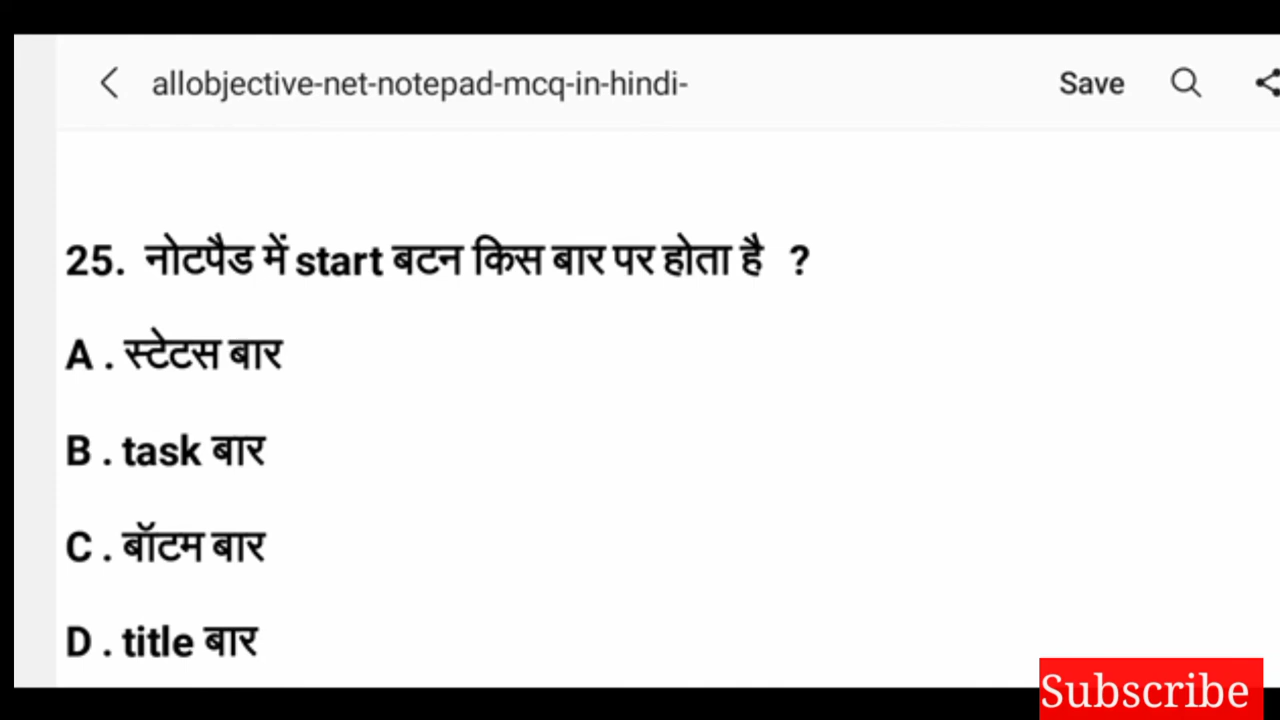 allobjective-net-notepad-mcq-in-hindi-
Save
25. नोटपैड में start बटन किस बार पर होता है ?
A . स्टेटस बार
B . task बार
C . बॉटम बार
D . title बार
Subscribe